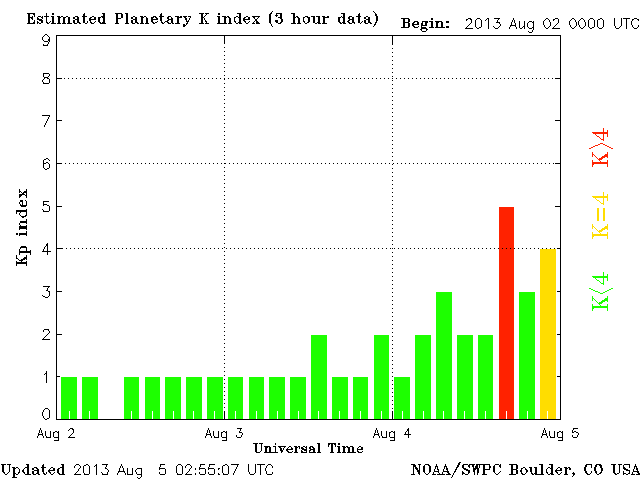 Estimated Planetary K index (3 hour data) Begin: 2013 Aug 02 0000 UTC
9
8
7
6
5
4
3
2
1
0
Kp index
K>4
K=4
K<4
Aug 2 Aug 3 Aug 4 Aug 5
Universal Time
Updated 2013 Aug 5 02:55:07 UTC NOAA/SWPC Boulder, CO USA